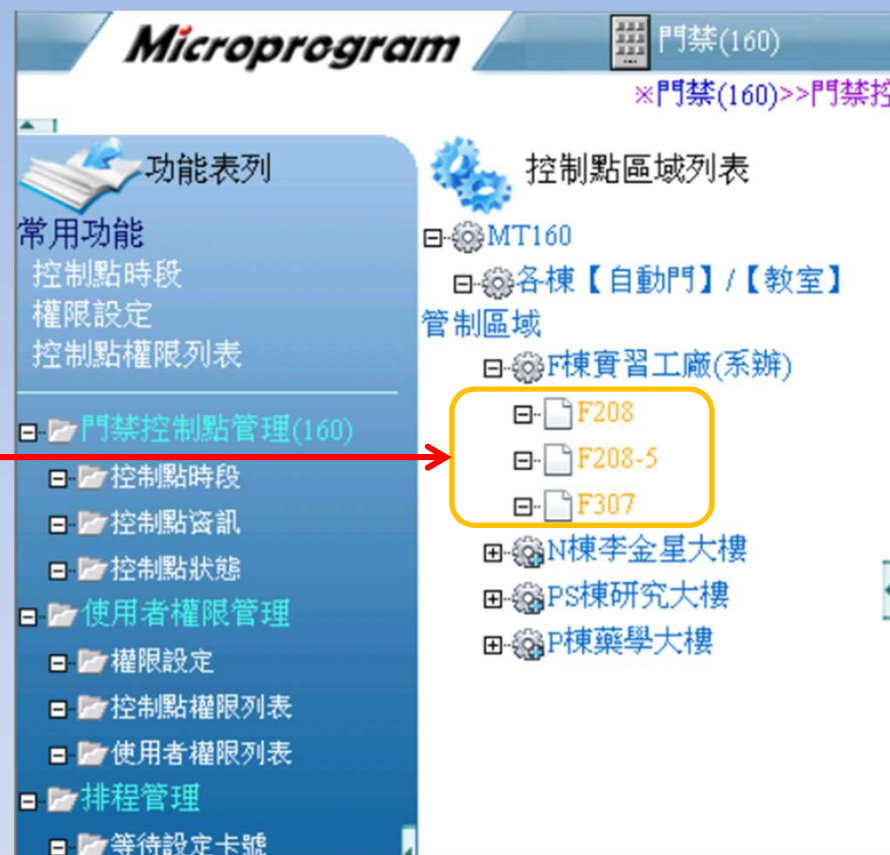 Microprogram
門禁(160)
※門禁(160)>>門禁控
功能表列
常用功能
控制點時段
權限設定
控制點權限列表
門禁控制點管理(160)
控制點時段
控制點資訊
控制點狀態
使用者權限管理
權限設定
控制點權限列表
使用者權限列表
排程管理
等待設定卡號
控制點區域列表
MT160
各棟【自動門】/【教室】
管制區域
F棟實習工廠(系辦)
F208
F208-5
F307
N棟李金星大樓
PS棟研究大樓
P棟藥學大樓